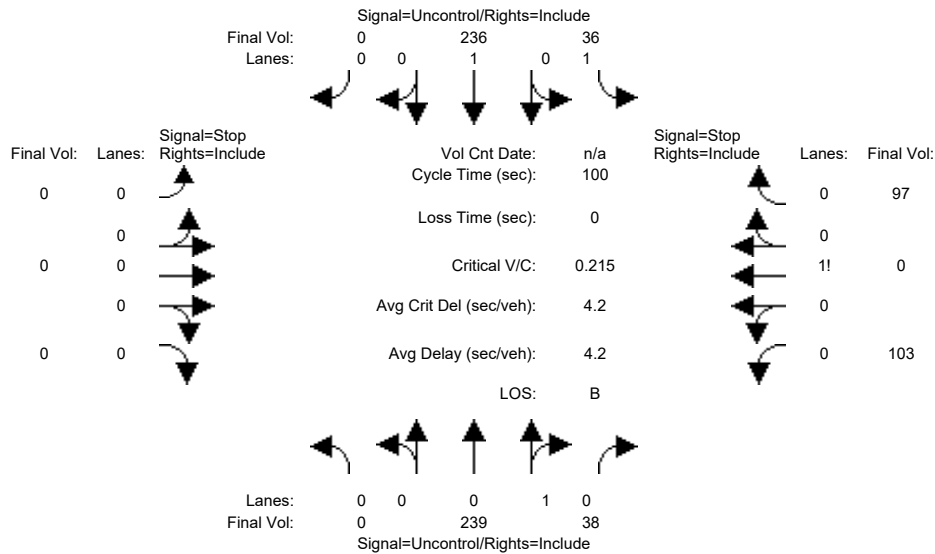 Signal=Uncontrol/Rights=Include
Final Vol: 0 236 36
Lanes: 0 0 1 0 1
Signal=Stop
Final Vol: Lanes: Rights=Include
Vol Cnt Date: n/a
Signal=Stop
Rights=Include Lanes: Final Vol:
Cycle Time (sec): 100
0 0
0 97
Loss Time (sec): 0
0
0
0 0
Critical V/C: 0.215
1! 0
0
Avg Crit Del (sec/veh): 4.2
0
0 0
Avg Delay (sec/veh): 4.2
0 103
LOS: B
Lanes: 0 0 0 1 0
Final Vol: 0 239 38
Signal=Uncontrol/Rights=Include